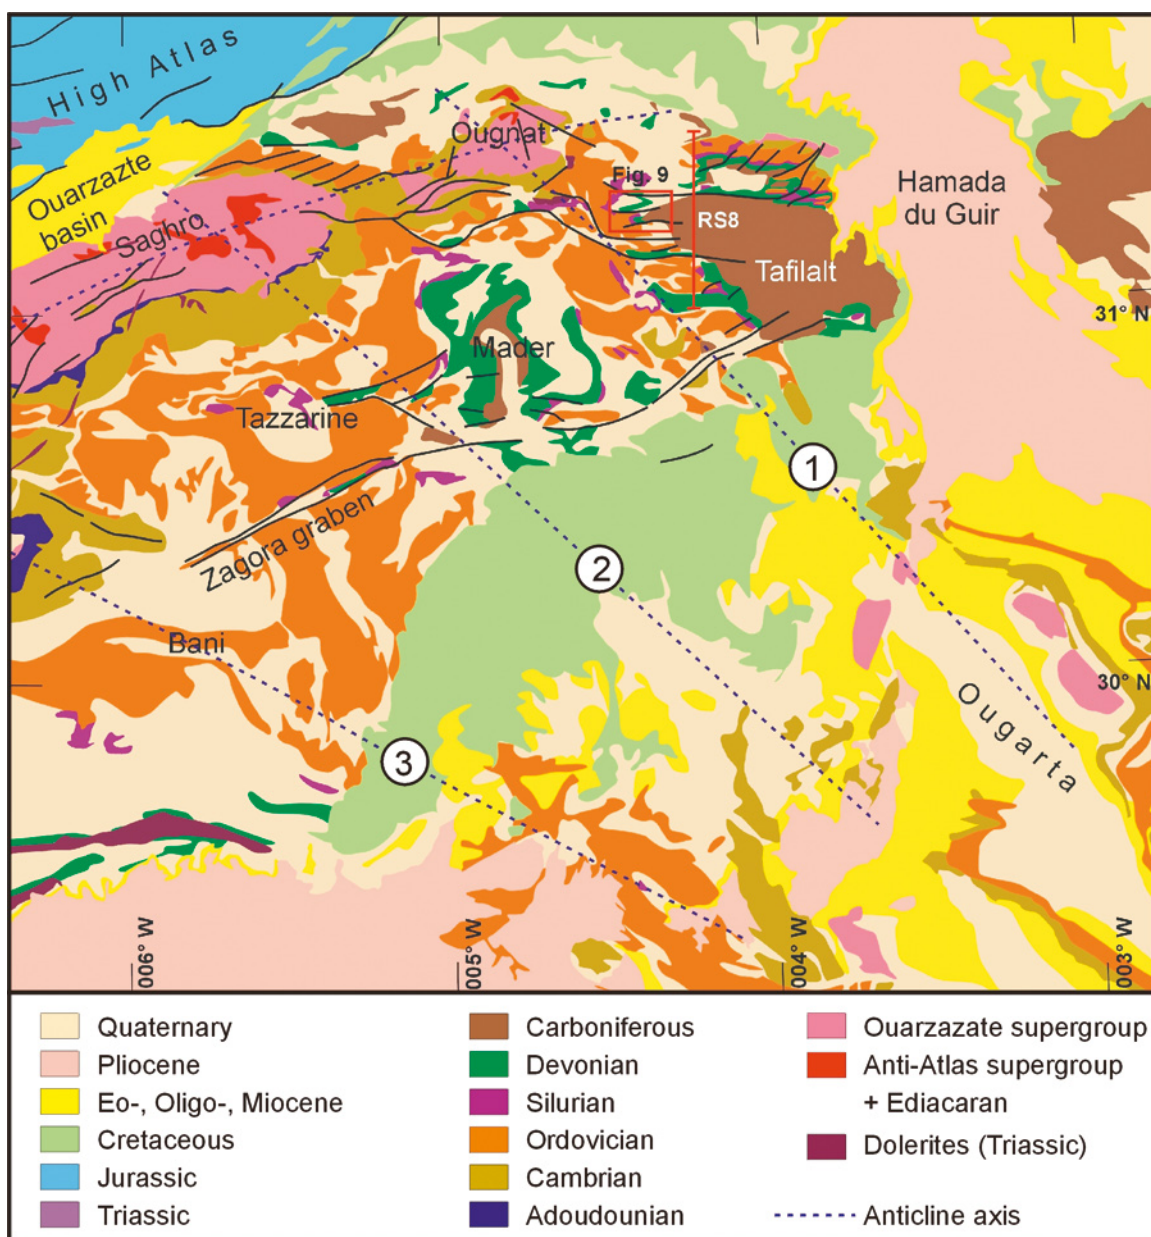 High Atlas
Ougnat
Fig. 9
Ouarzazte
basin
Saghro
RS8
Hamada
du Guir
Tafilalt
31° N
Mader
Tazzarine
1
Zagora graben
2
Bani
30° N
Ougarta
3
006° W
005° W
004° W
003° W
Quaternary
Pliocene
Eo-, Oligo-, Miocene
Cretaceous
Jurassic
Triassic
Carboniferous
Devonian
Silurian
Ordovician
Cambrian
Adoudounian
Ouarzazate supergroup
Anti-Atlas supergroup
+ Ediacaran
Dolerites (Triassic)
Anticline axis